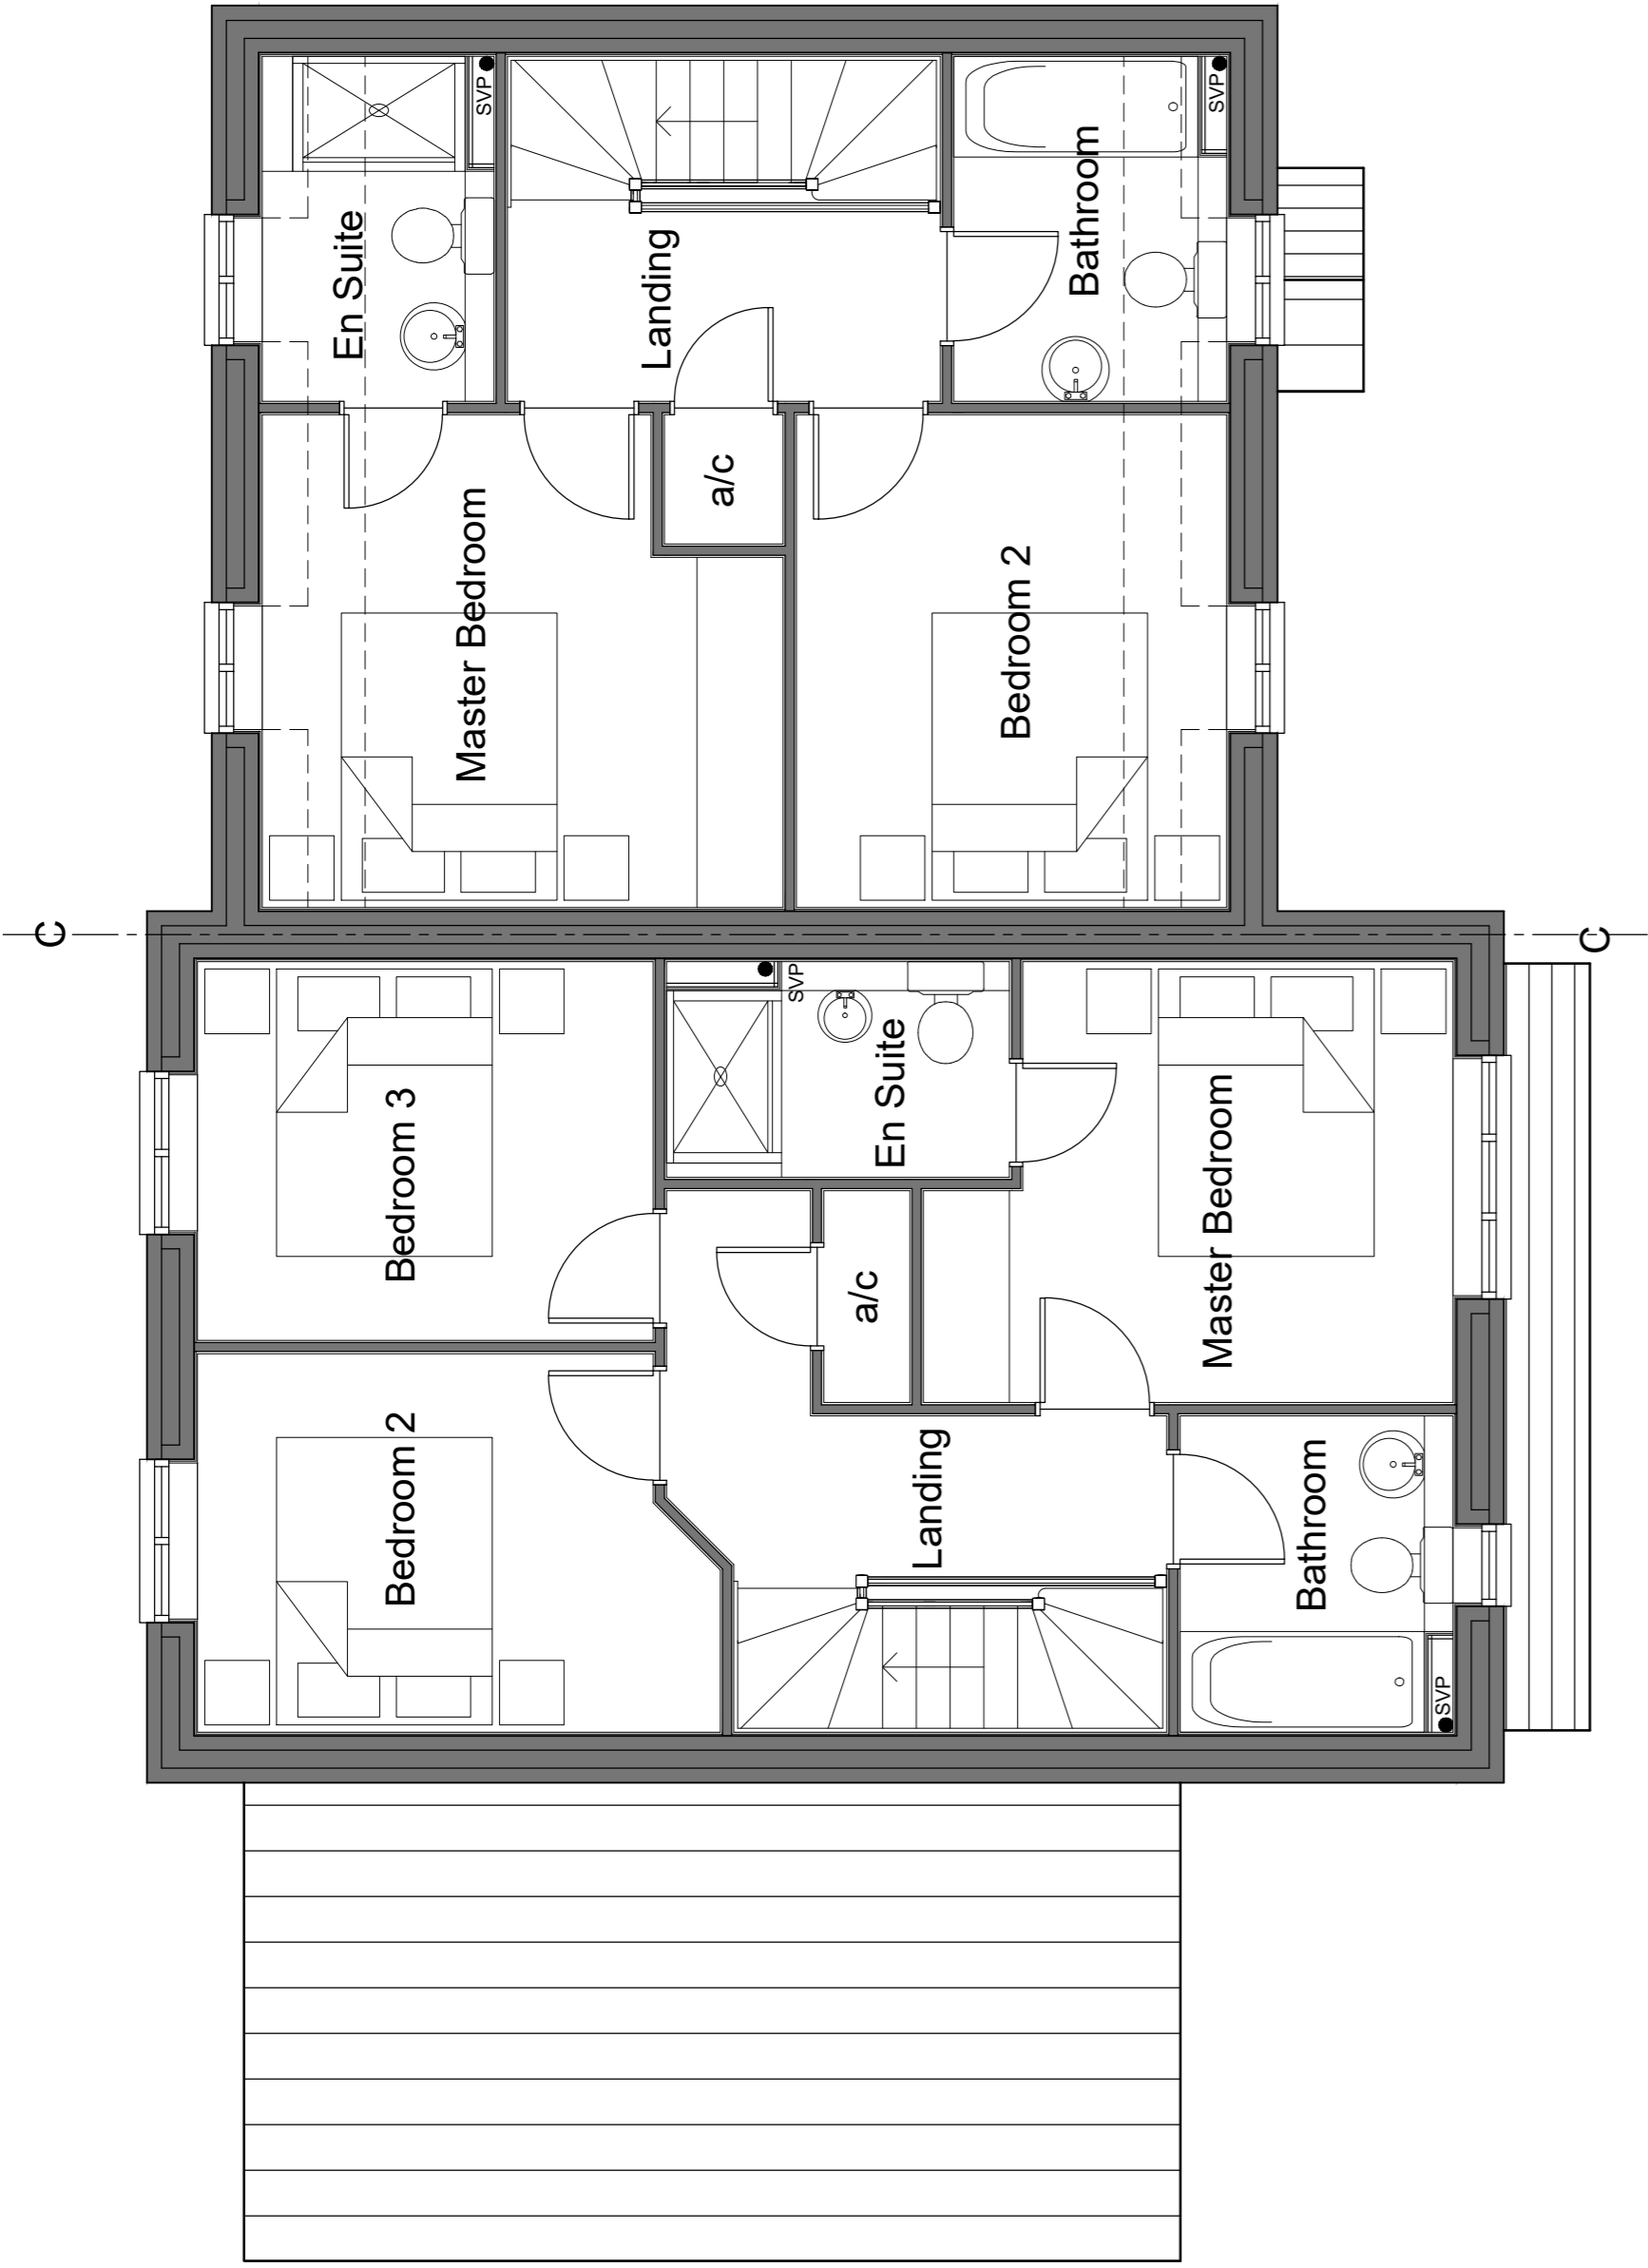 SVP
SVP
En Suite
Landing
Bathroom
a/c
Master Bedroom
Bedroom 2
C
C
SVP
Bedroom 3
En Suite
Master Bedroom
a/c
Bedroom 2
Landing
Bathroom
SVP